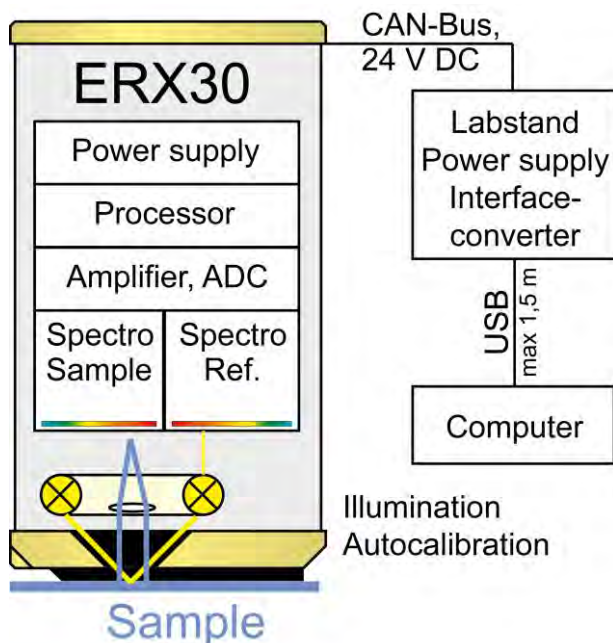 CAN-Bus,
24 V DC
ERX30
Power supply
Processor
Amplifier, ADC
Spectro
Sample
Spectro
Ref.
Labstand
Power supply
Interface-
converter
USB
max 1,5 m
Computer
Illumination
Autocalibration
Sample